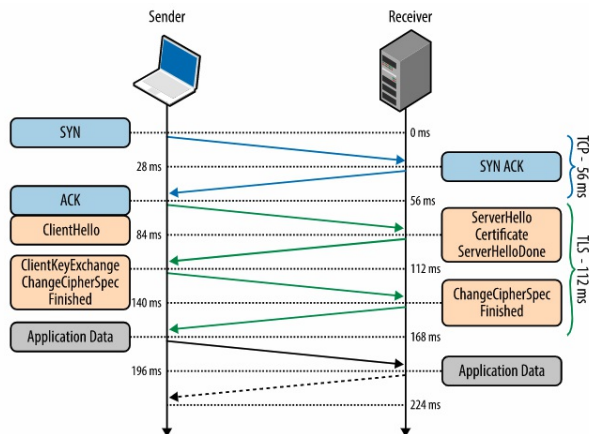 Sender
Receiver
SYN
0 ms
28 ms
SYN ACK
TCP - 56 ms
ACK
56 ms
ClientHello
84 ms
ServerHello
Certificate
ServerHelloDone
TLS - 112 ms
ClientKeyExchange
ChangeCipherSpec
Finished
112 ms
140 ms
ChangeCipherSpec
Finished
Application Data
168 ms
196 ms
Application Data
224 ms